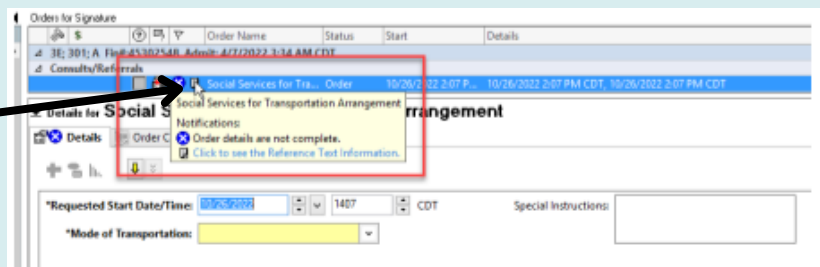 Orders for Signature
$ Order Name Status Start Details
3E; 301; A Fin#:45302548 Admit: 4/7/2022 3:34 AM CDT
Consults/Referrals
Social Services for Tra... Order 10/26/2022 2:07 P... 10/26/2022 2:07 PM CDT, 10/26/2022 2:07 PM CDT
Social Services for Transportation Arrangement
Details for Social S rrangement
Notifications:
Order details are not complete.
Click to see the Reference Text Information.
Details Order C
*Requested Start Date/Time: 10/26/2022 1407 CDT Special Instructions:
*Mode of Transportation: